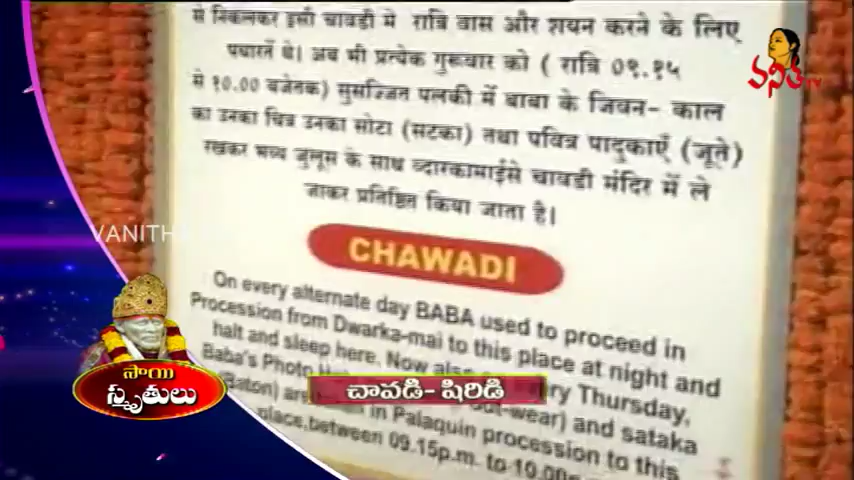 से निकलकर इसी चावडी मे रात्रि वास और शयन करने के लिए
पधारतें थे। अब भी प्रत्येक गुरूवार को ( रात्रि ०९.१५
से १०.०० बजेतक) सुसज्जित पलकी में बाबा के जिवन- काल
का उनका चित्र उनका सोटा (सटका) तथा पवित्र पादुकाएँ (जूते)
रखकर भव्य जुलूस के साथ व्दारकामाईसे चावडी मंदिर में ले
जाकर प्रतिष्ठित किया जाता है।
CHAWADI
On every alternate day BABA used to proceed in
Procession from Dwarka-mai to this place at night and
halt and sleep here. Now also Thursday,
Baba's Photo and sataka
(Baton) in Palaquin procession to this
place, between 09.15p.m. to 10.00
వనిత TV
VANITHA
సాయి
స్మృతులు
చావడి- షిరిడి